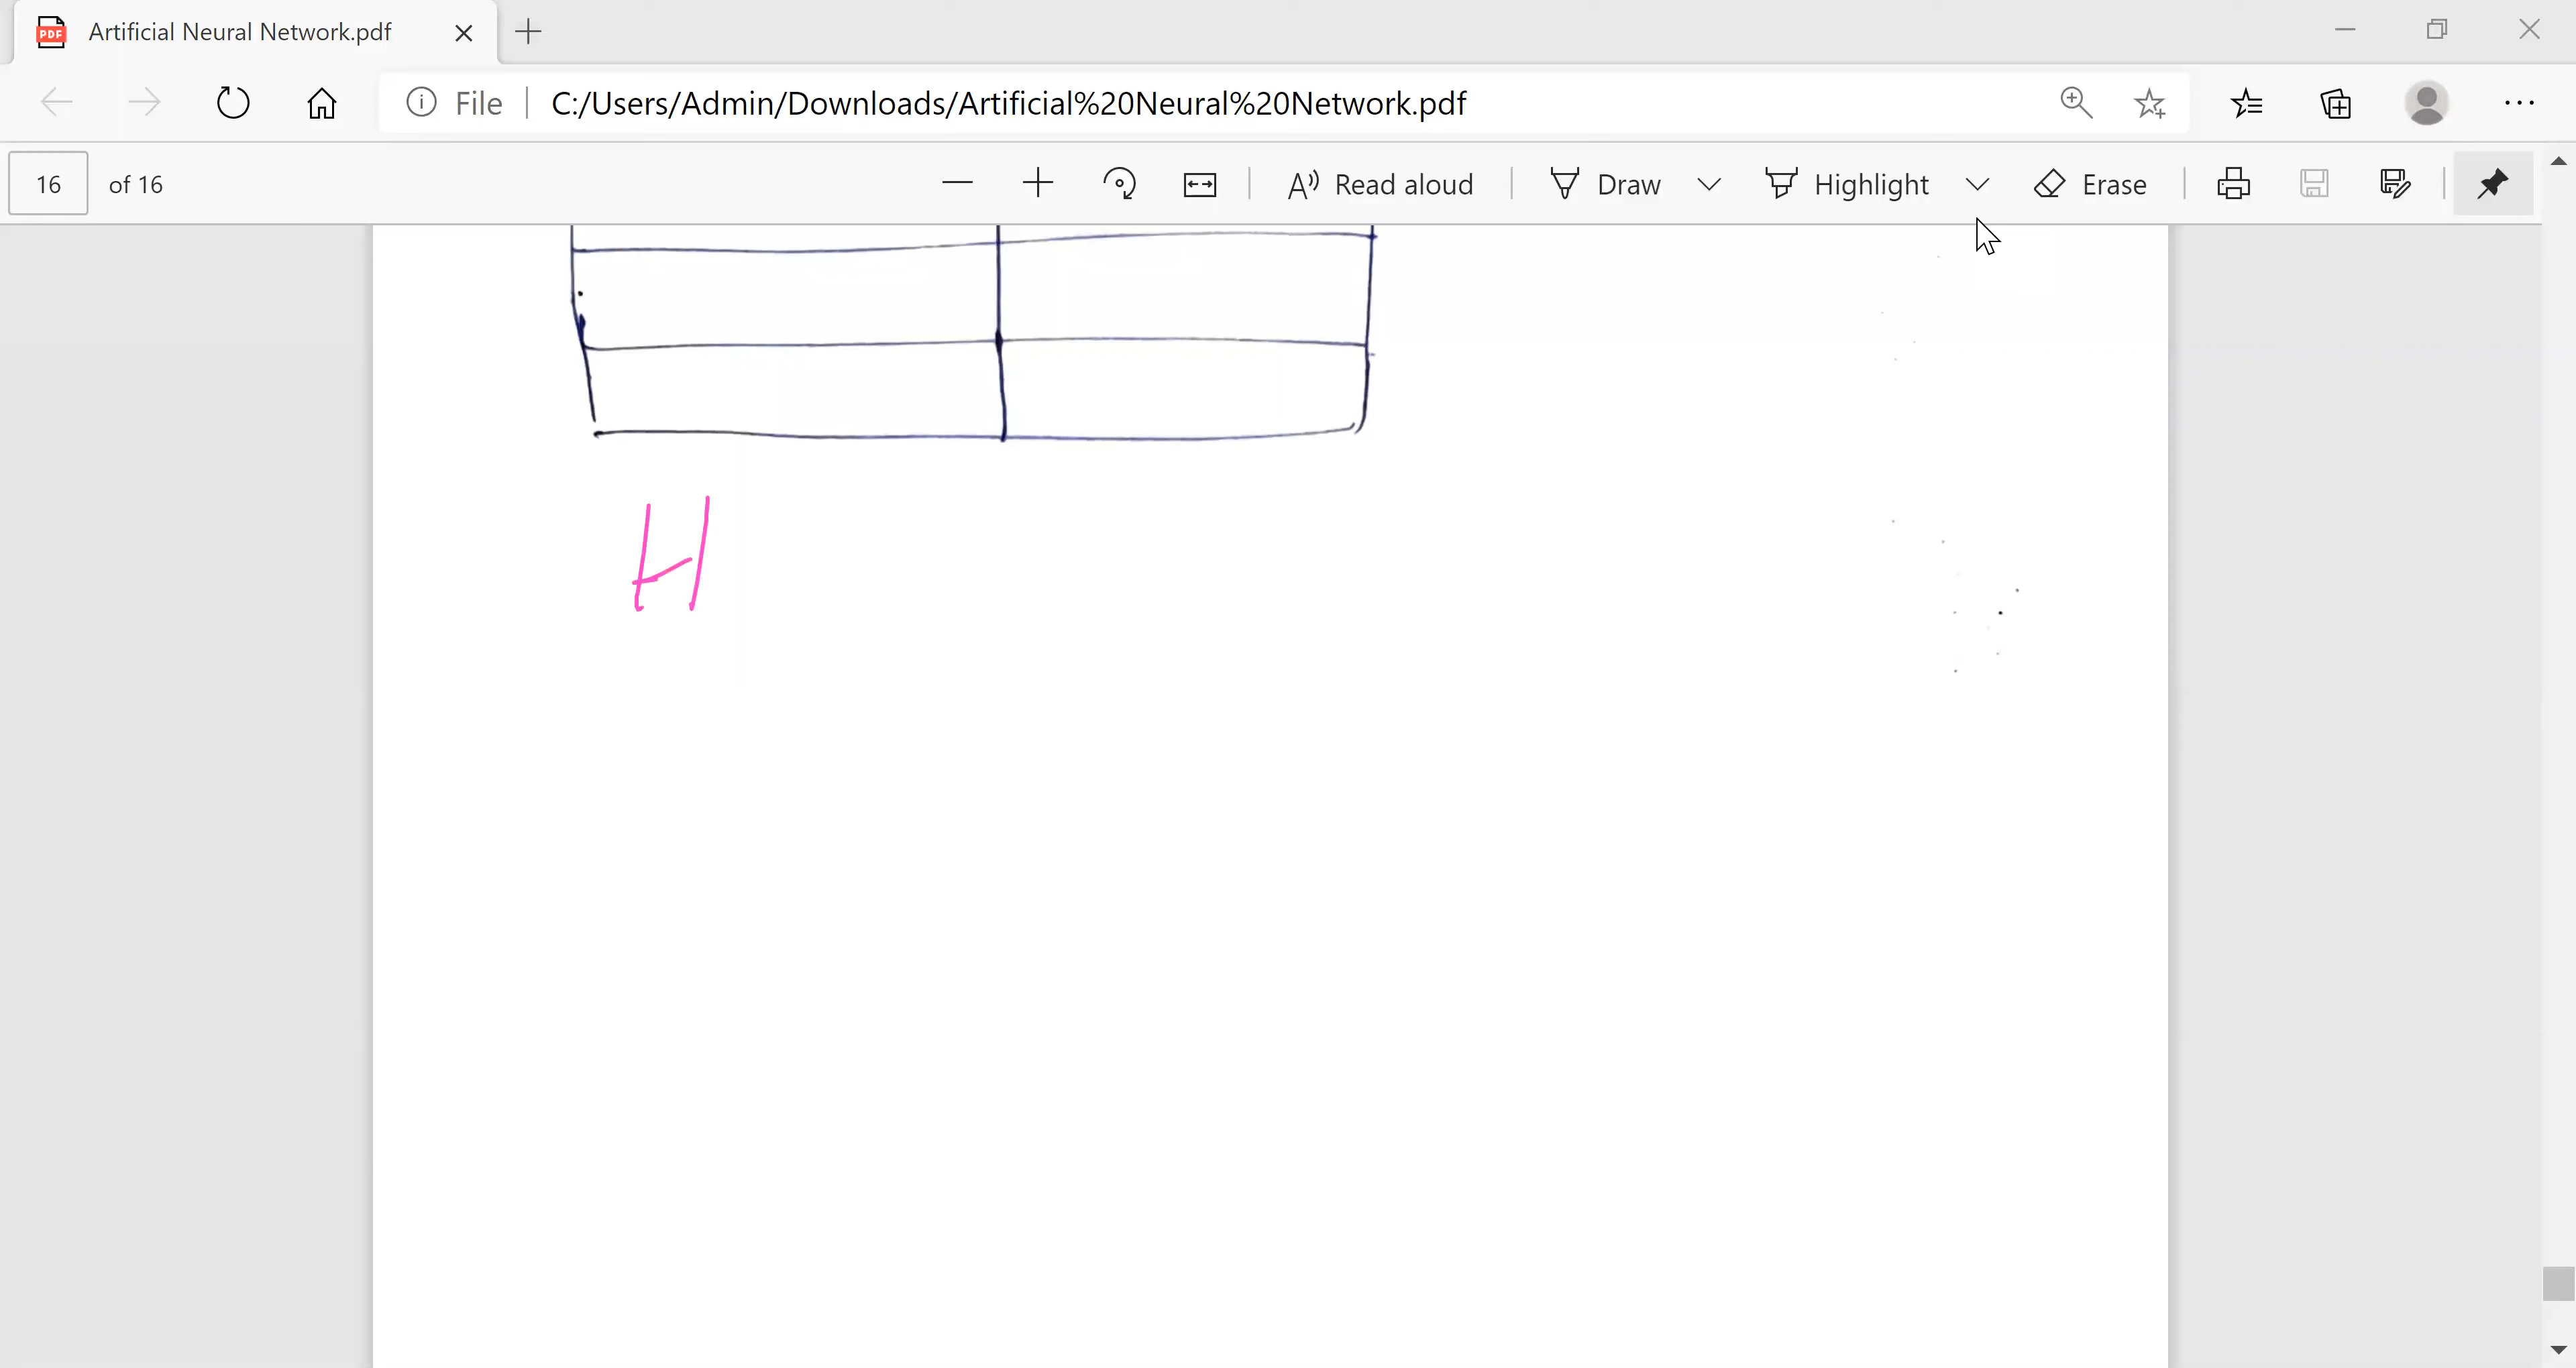 Artificial Neural Network.pdf
File C:/Users/Admin/Downloads/Artificial%20Neural%20Network.pdf
16 of 16 Read aloud Draw Highlight Erase
H